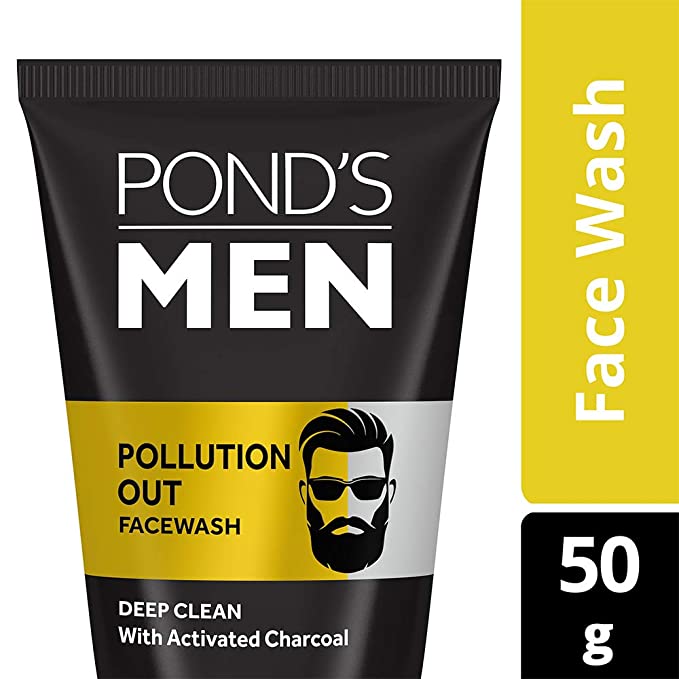 POND'S
MEN
POLLUTION
OUT
FACEWASH
DEEP CLEAN
With Activated Charcoal
Face Wash
50
g